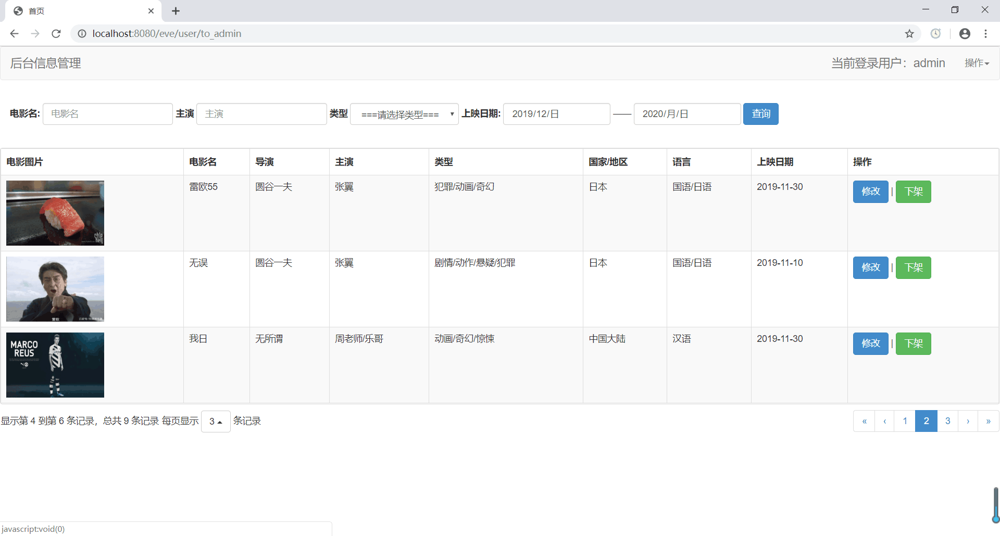 首页
localhost:8080/eve/user/to_admin
后台信息管理 当前登录用户：admin 操作
电影名: 电影名 主演 主演 类型 ===请选择类型=== 上映日期: 2019/12/日 —— 2020/月/日 查询
电影图片 电影名 导演 主演 类型 国家/地区 语言 上映日期 操作
雷欧55 圆谷一夫 张翼 犯罪/动画/奇幻 日本 国语/日语 2019-11-30 修改 | 下架
chip hell
无误 圆谷一夫 张翼 剧情/动作/悬疑/犯罪 日本 国语/日语 2019-11-10 修改 | 下架
雷欧
我日 无所谓 周老师/乐哥 动画/奇幻/惊悚 中国大陆 汉语 2019-11-30 修改 | 下架
MARCO
REUS
显示第 4 到第 6 条记录，总共 9 条记录 每页显示 3 条记录 « ‹ 1 2 3 › »
javascript:void(0)